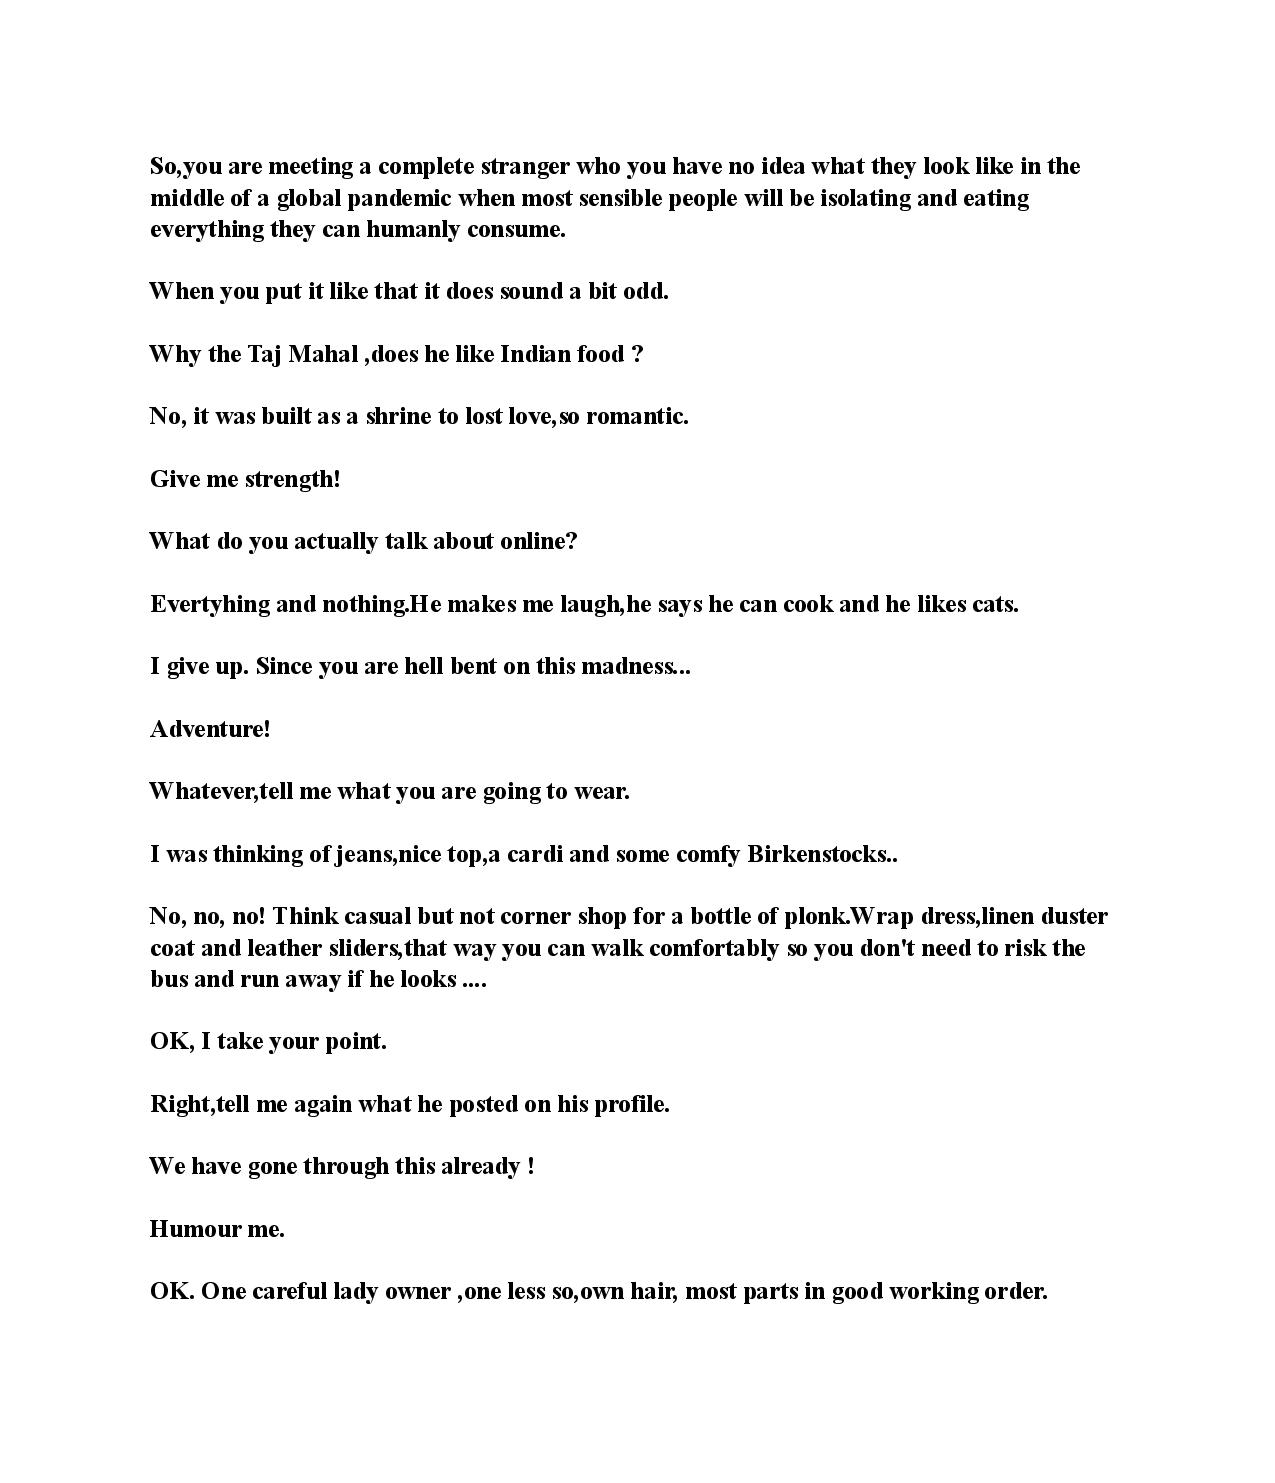 So,you are meeting a complete stranger who you have no idea what they look like in the
middle of a global pandemic when most sensible people will be isolating and eating
everything they can humanly consume.
When you put it like that it does sound a bit odd.
Why the Taj Mahal ,does he like Indian food ?
No, it was built as a shrine to lost love,so romantic.
Give me strength!
What do you actually talk about online?
Evertyhing and nothing.He makes me laugh,he says he can cook and he likes cats.
I give up. Since you are hell bent on this madness...
Adventure!
Whatever,tell me what you are going to wear.
I was thinking of jeans,nice top,a cardi and some comfy Birkenstocks..
No, no, no! Think casual but not corner shop for a bottle of plonk.Wrap dress,linen duster
coat and leather sliders,that way you can walk comfortably so you don't need to risk the
bus and run away if he looks ....
OK, I take your point.
Right,tell me again what he posted on his profile.
We have gone through this already !
Humour me.
OK. One careful lady owner ,one less so,own hair, most parts in good working order.